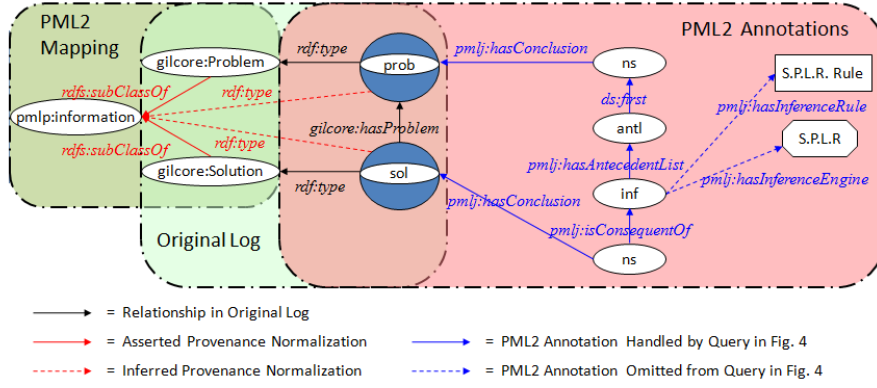 PML2
Mapping
PML2 Annotations
rdf:type
pmlj:hasConclusion
gilcore:Problem
prob
ns
S.P.L.R. Rule
rdfs:subClassOf
rdf:type
ds:first
pmlj:hasInferenceRule
pmlp:information
gilcore:hasProblem
antl
S.P.L.R
rdf:type
rdfs:subClassOf
pmlj:hasAntecedentList
gilcore:Solution
sol
pmlj:hasInferenceEngine
rdf:type
inf
pmlj:hasConclusion
pmlj:isConsequentOf
Original Log
ns
= Relationship in Original Log
= Asserted Provenance Normalization
= PML2 Annotation Handled by Query in Fig. 4
= Inferred Provenance Normalization
= PML2 Annotation Omitted from Query in Fig. 4